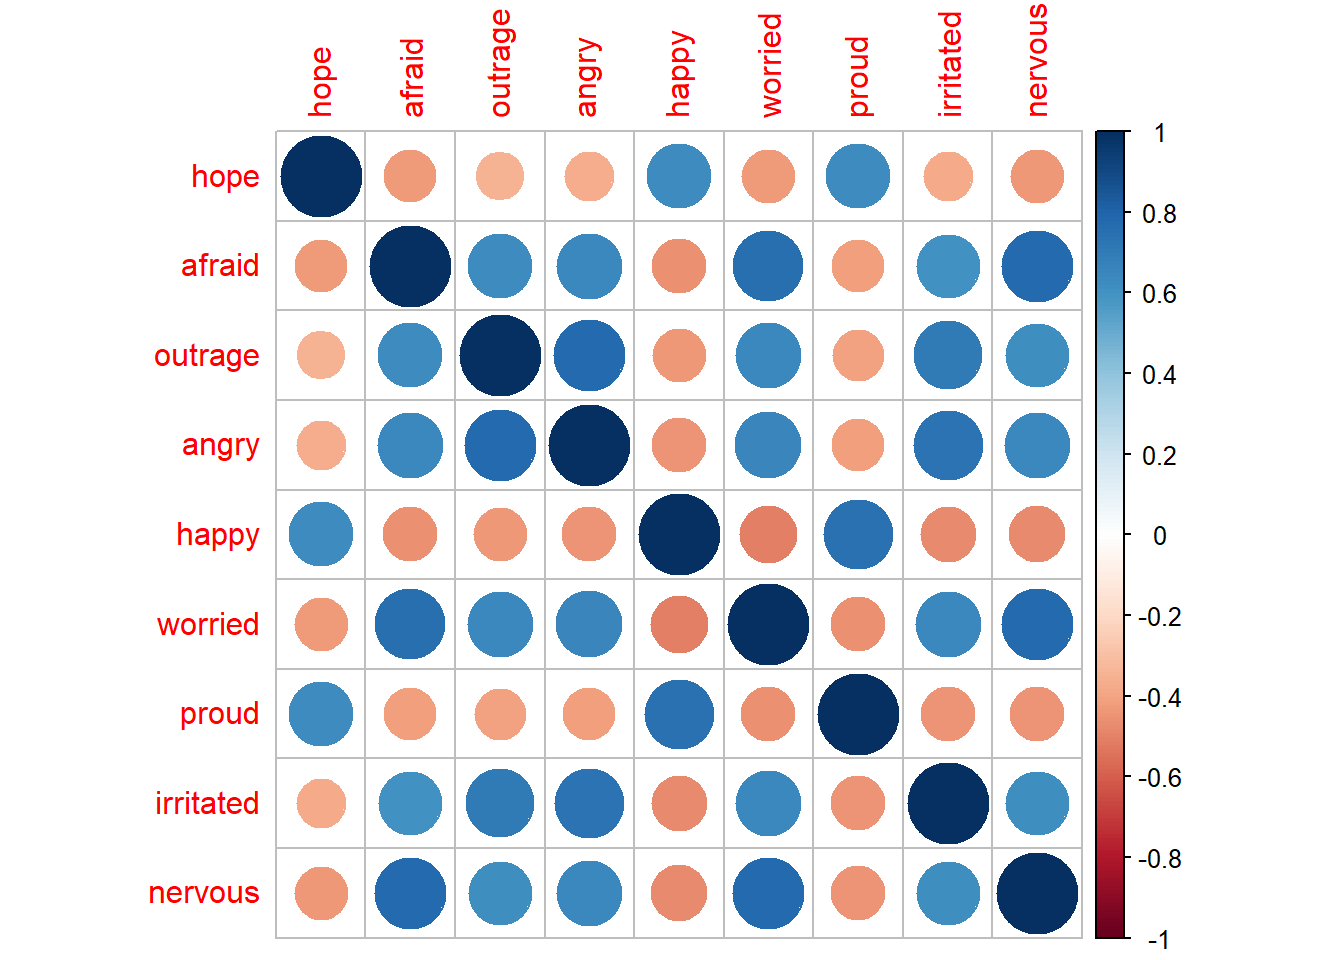 hope
afraid
outrage
angry
happy
worried
proud
irritated
nervous
hope
afraid
outrage
angry
happy
worried
proud
irritated
nervous
1
0.8
0.6
0.4
0.2
0
-0.2
-0.4
-0.6
-0.8
-1